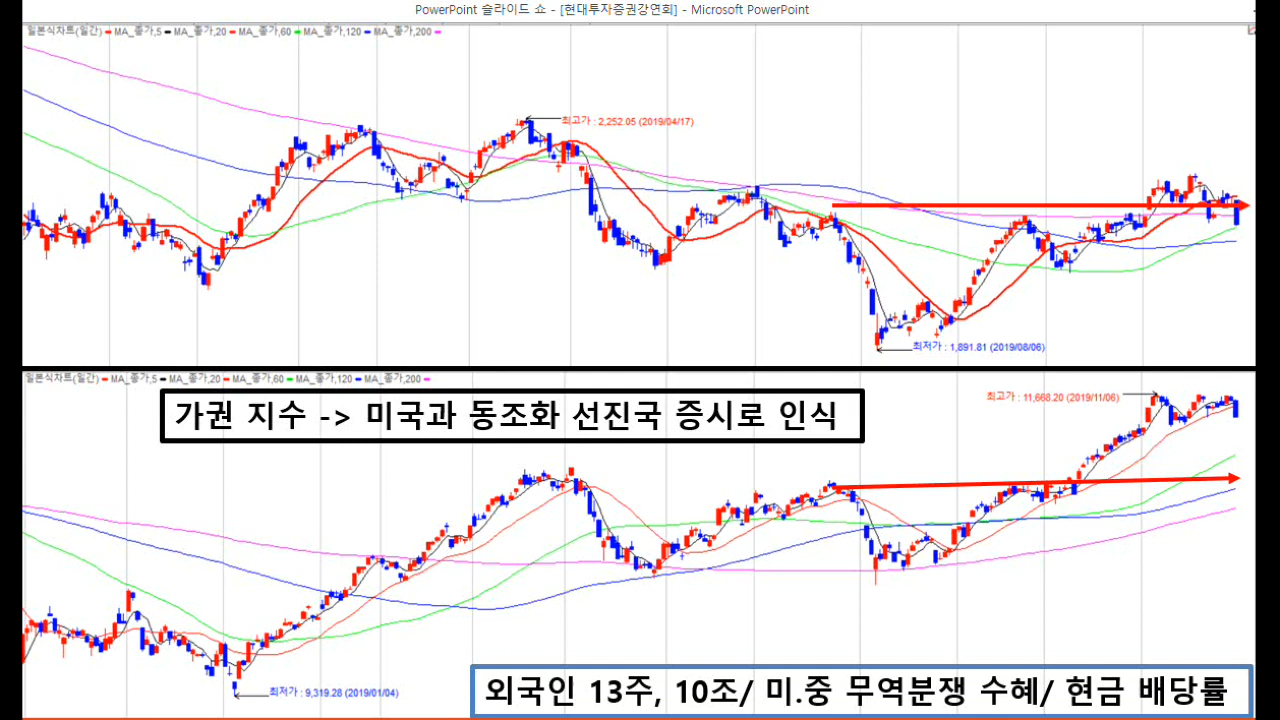 PowerPoint 슬라이드 쇼 - [현대투자증권강연회] - Microsoft PowerPoint
일본식차트(일간) MA_종가,5 MA_종가,20 MA_종가,60 MA_종가,120 MA_종가,200
최고가 : 2,252.05 (2019/04/17)
최저가 : 1,891.81 (2019/08/06)
일본식차트(일간) MA_종가,5 MA_종가,20 MA_종가,60 MA_종가,120 MA_종가,200
최고가 : 11,668.20 (2019/11/06)
가권 지수 -> 미국과 동조화 선진국 증시로 인식
최저가 : 9,319.28 (2019/01/04)
외국인 13주, 10조/ 미.중 무역분쟁 수혜/ 현금 배당률